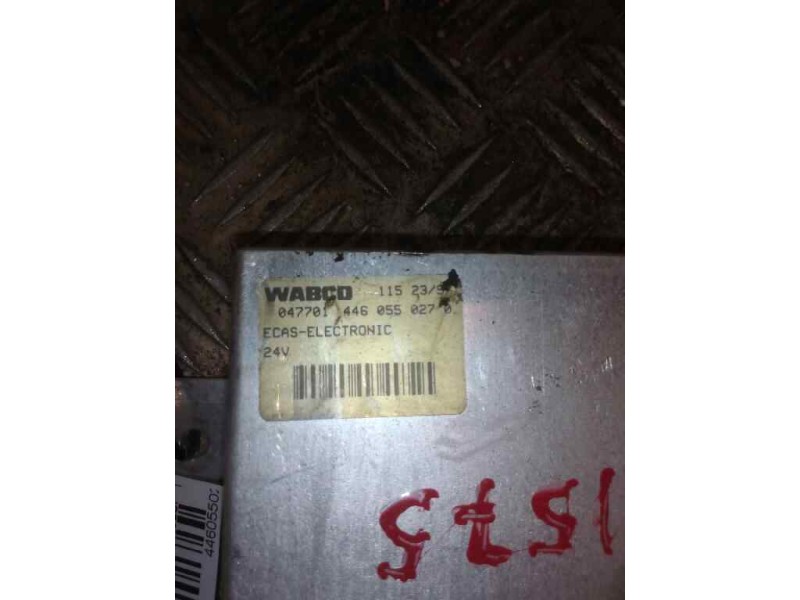 WABCO 115 23/9
047701 446 055 027 0
ECAS-ELECTRONIC
24V
1575
4460550